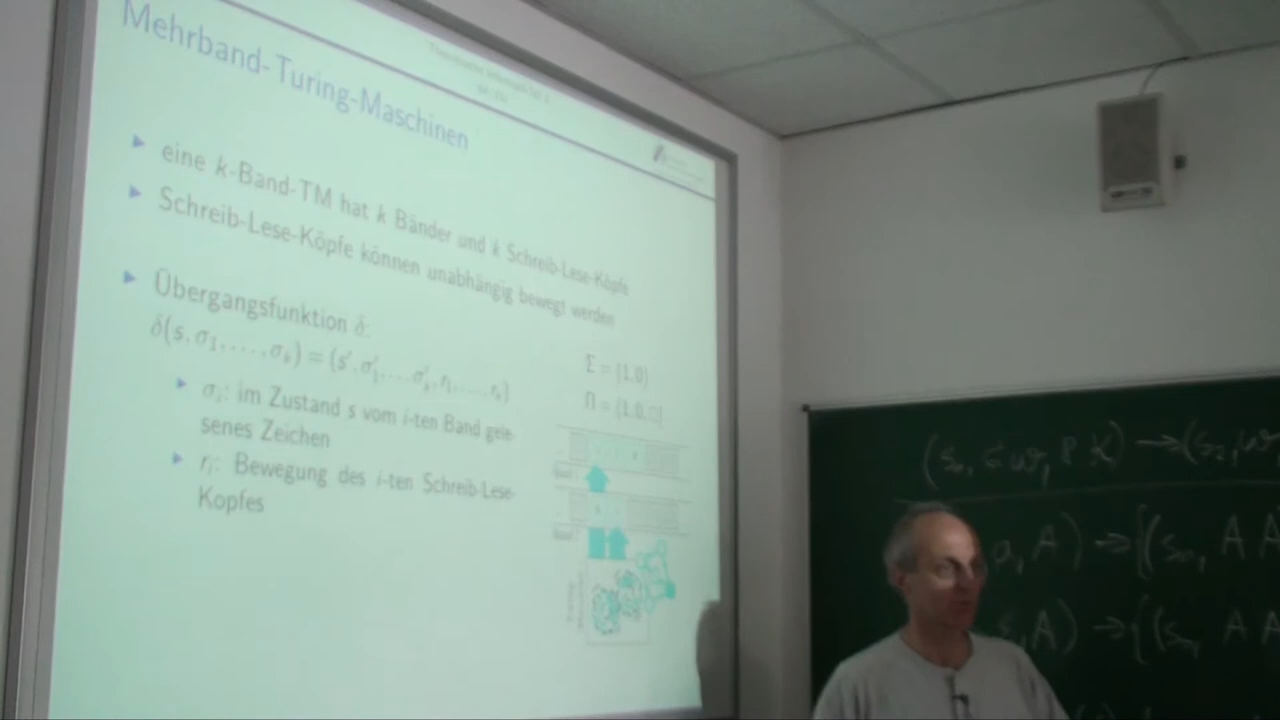 Mehrband-Turing-Maschinen
eine k-Band-TM hat k Bänder und k Schreib-Lese-Köpfe
Schreib-Lese-Köpfe können unabhängig bewegt werden
Übergangsfunktion δ:
δ(s, σ₁, ..., σₖ) = (s', σ'₁, ... σ'ₖ, r₁, ..., rₖ)
σᵢ: im Zustand s vom i-ten Band gele-
senes Zeichen
rᵢ: Bewegung des i-ten Schreib-Lese-
Kopfes
Σ = {1,0}
Π = {1,0,□}
, A) → {(s₀, A A
, A) → {(s₀, A A